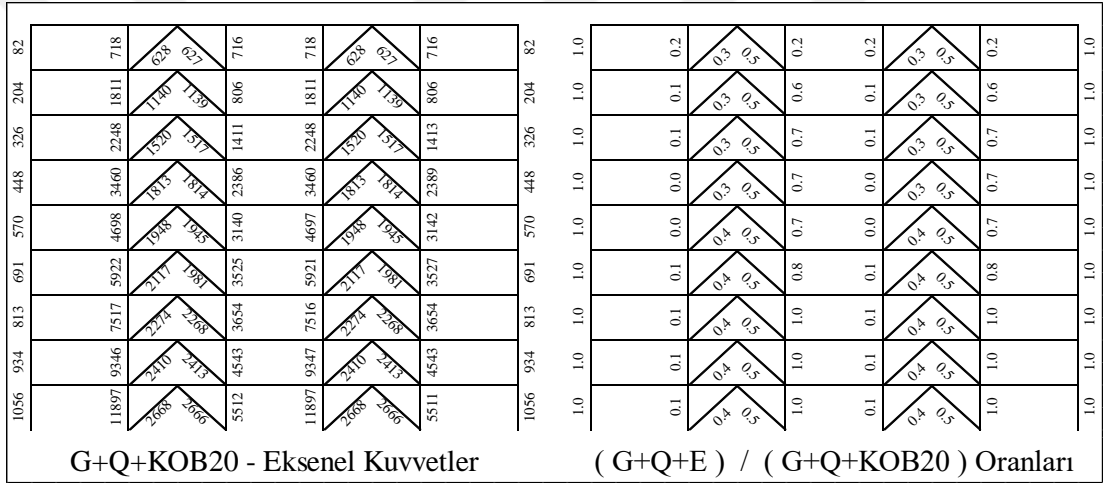 82 718 628 627 716 718 628 627 716 82 1.0 0.2 0.3 0.5 0.2 0.2 0.3 0.5 0.2 1.0
204 1811 1140 1139 806 1811 1140 1139 806 204 1.0 0.1 0.3 0.5 0.6 0.1 0.3 0.5 0.6 1.0
326 2248 1520 1517 1411 2248 1520 1517 1413 326 1.0 0.1 0.3 0.5 0.7 0.1 0.3 0.5 0.7 1.0
448 3460 1813 1814 2386 3460 1813 1814 2389 448 1.0 0.0 0.3 0.5 0.7 0.0 0.3 0.5 0.7 1.0
570 4698 1948 1945 3140 4697 1948 1945 3142 570 1.0 0.0 0.4 0.5 0.7 0.0 0.4 0.5 0.7 1.0
691 5922 2117 1981 3525 5921 2117 1981 3527 691 1.0 0.1 0.4 0.5 0.8 0.1 0.4 0.5 0.8 1.0
813 7517 2274 2268 3654 7516 2274 2268 3654 813 1.0 0.1 0.4 0.5 1.0 0.1 0.4 0.5 1.0 1.0
934 9346 2410 2413 4543 9347 2410 2413 4543 934 1.0 0.1 0.4 0.5 1.0 0.1 0.4 0.5 1.0 1.0
1056 11897 2668 2666 5512 11897 2668 2666 5511 1056 1.0 0.1 0.4 0.5 1.0 0.1 0.4 0.5 1.0 1.0
G+Q+KOB20 - Eksenel Kuvvetler
( G+Q+E ) / ( G+Q+KOB20 ) Oranları